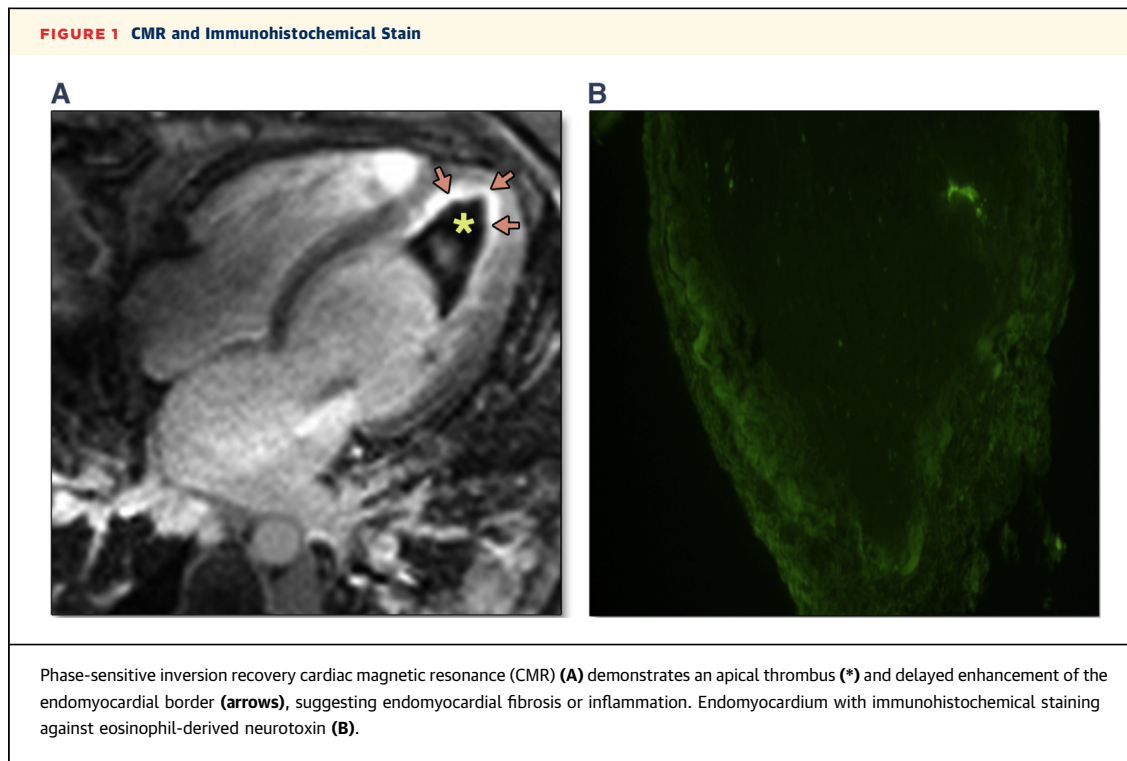 FIGURE 1 CMR and Immunohistochemical Stain
A
B
*
Phase-sensitive inversion recovery cardiac magnetic resonance (CMR) (A) demonstrates an apical thrombus (*) and delayed enhancement of the
endomyocardial border (arrows), suggesting endomyocardial fibrosis or inflammation. Endomyocardium with immunohistochemical staining
against eosinophil-derived neurotoxin (B).